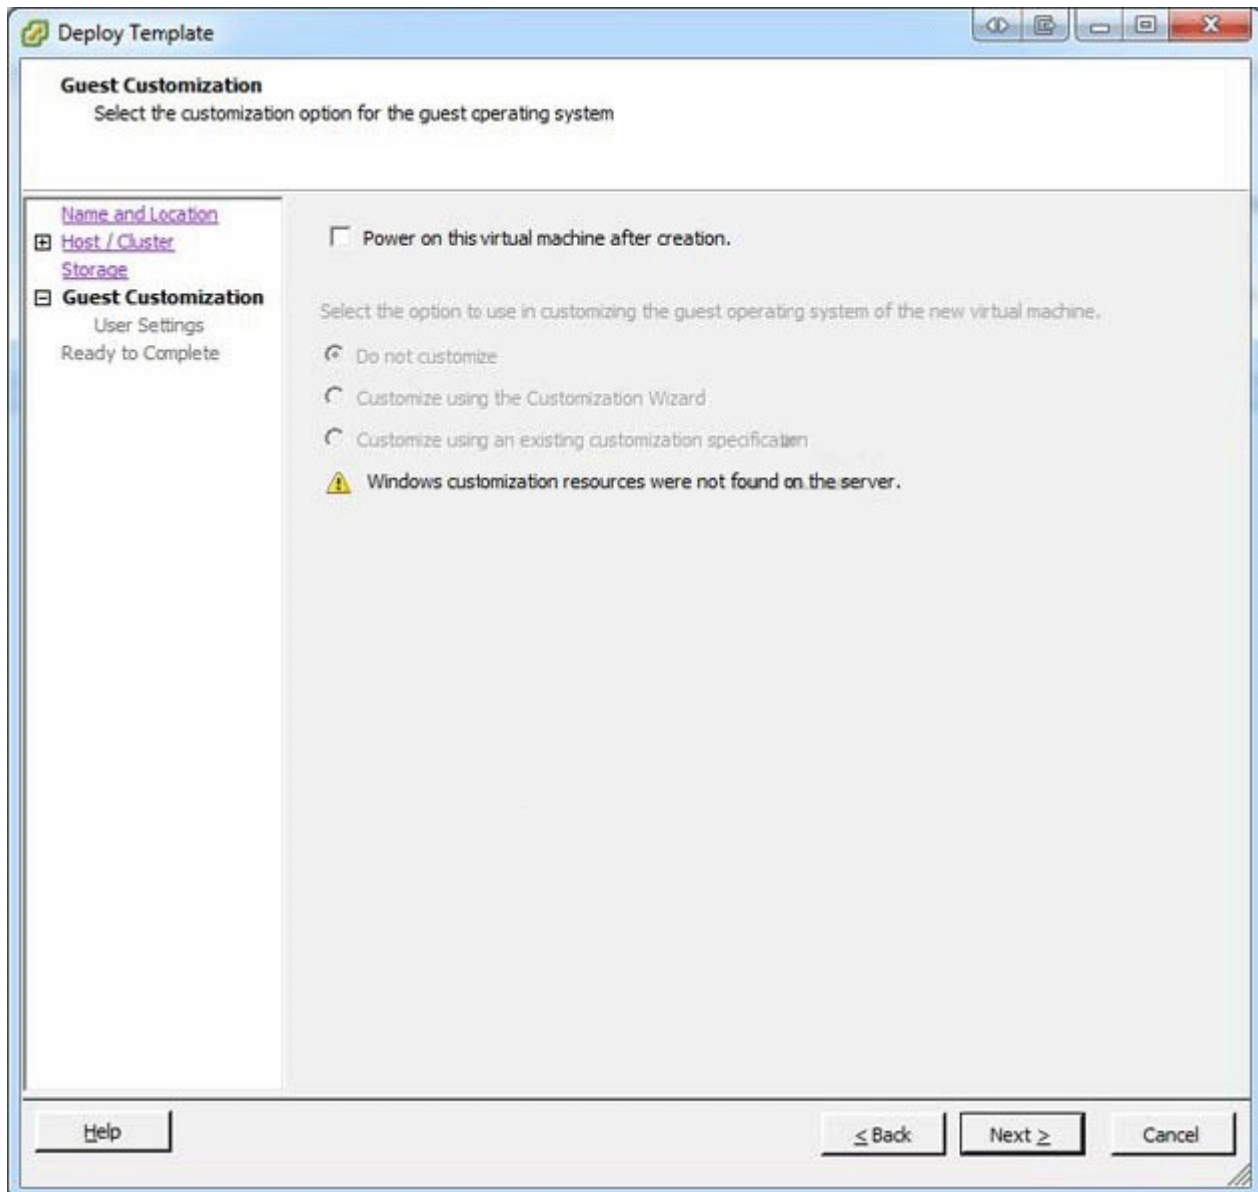 Deploy Template
Guest Customization
Select the customization option for the guest operating system
Name and Location
Host / Cluster
Storage
Guest Customization
User Settings
Ready to Complete
Power on this virtual machine after creation.
Select the option to use in customizing the guest operating system of the new virtual machine.
Do not customize
Customize using the Customization Wizard
Customize using an existing customization specification
Windows customization resources were not found on the server.
Help
< Back
Next >
Cancel